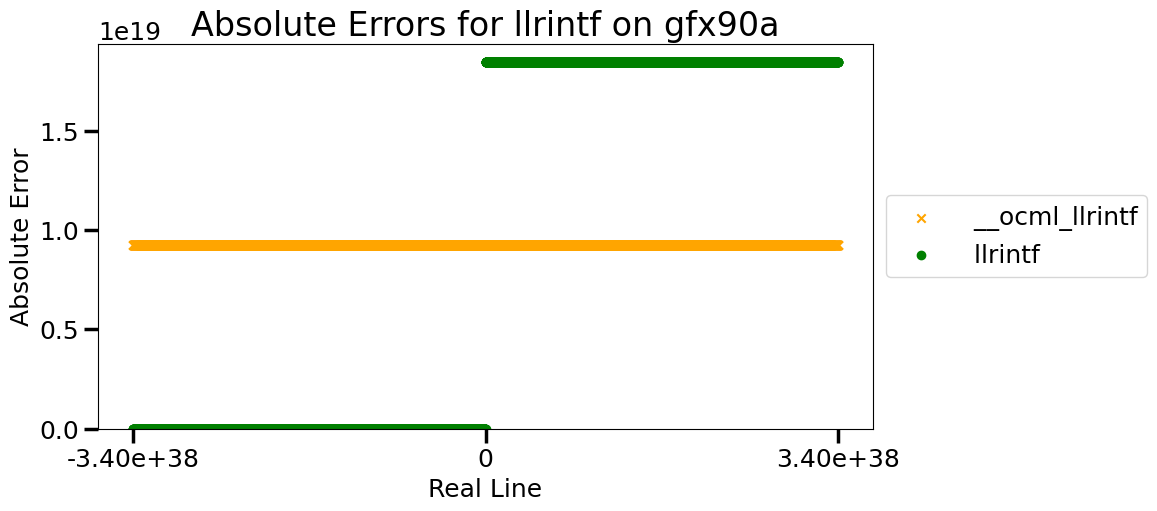 Absolute Errors for llrintf on gfx90a
1e19
1.5
1.0
0.5
0.0
Absolute Error
-3.40e+38
0
3.40e+38
Real Line
__ocml_llrintf
llrintf